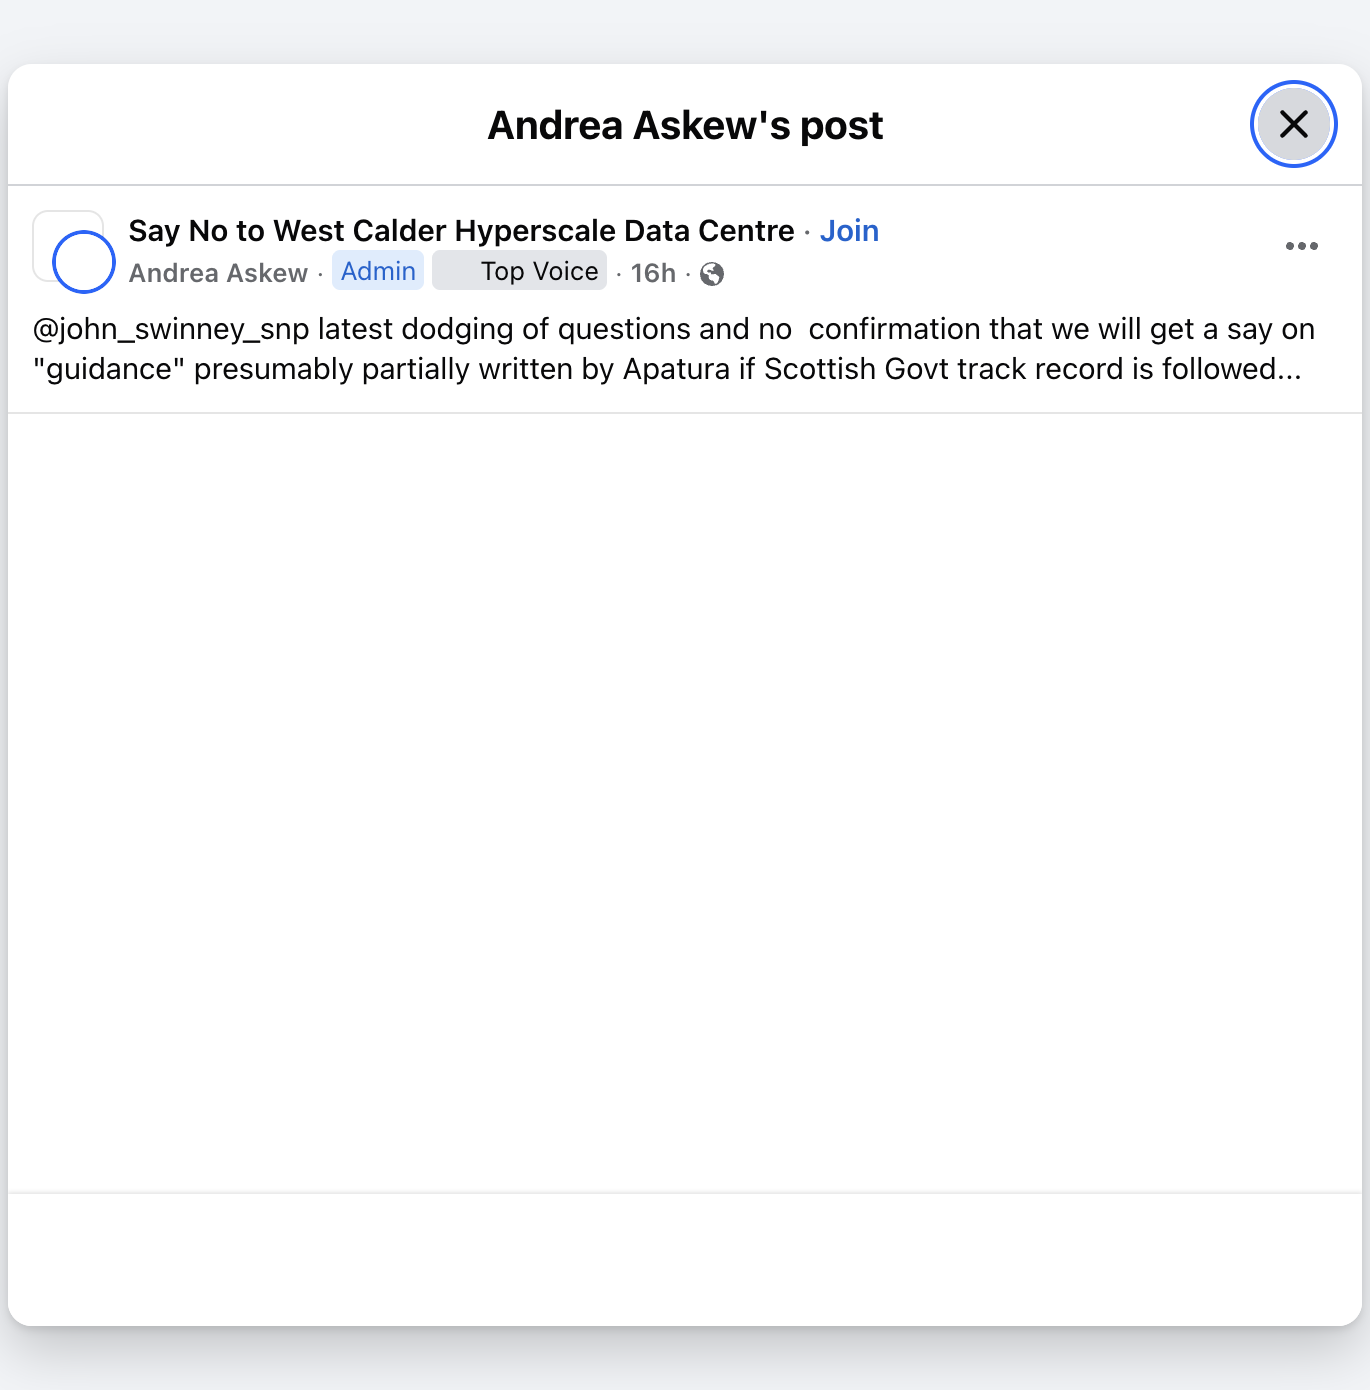 Andrea Askew's post
Say No to West Calder Hyperscale Data Centre · Join
Andrea Askew · Admin Top Voice · 16h ·
@john_swinney_snp latest dodging of questions and no  confirmation that we will get a say on
"guidance" presumably partially written by Apatura if Scottish Govt track record is followed...